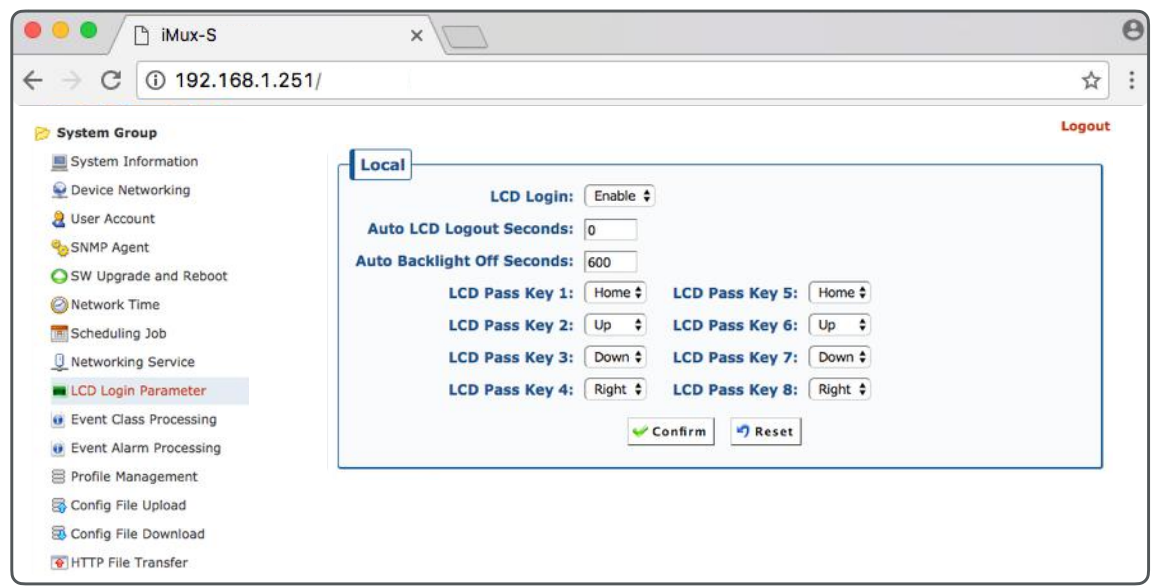 iMux-S
192.168.1.251/
System Group
System Information
Device Networking
User Account
SNMP Agent
SW Upgrade and Reboot
Network Time
Scheduling Job
Networking Service
LCD Login Parameter
Event Class Processing
Event Alarm Processing
Profile Management
Config File Upload
Config File Download
HTTP File Transfer
Logout
Local
LCD Login: Enable
Auto LCD Logout Seconds: 0
Auto Backlight Off Seconds: 600
LCD Pass Key 1: Home LCD Pass Key 5: Home
LCD Pass Key 2: Up LCD Pass Key 6: Up
LCD Pass Key 3: Down LCD Pass Key 7: Down
LCD Pass Key 4: Right LCD Pass Key 8: Right
Confirm Reset